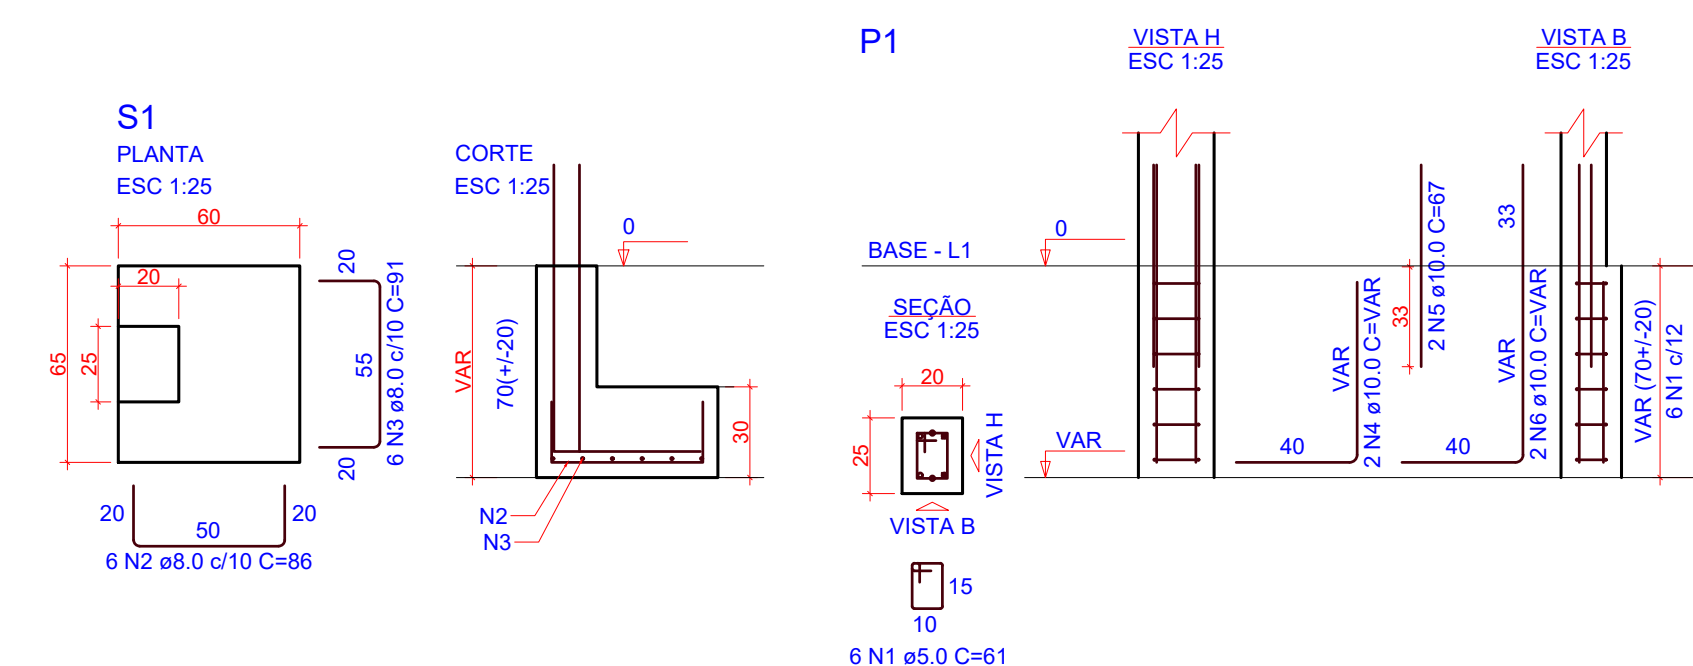 S1
PLANTA
ESC 1:25
60
20
65
25
20
55
20
6 N3 ø8.0 c/10 C=91
20
50
20
6 N2 ø8.0 c/10 C=86
CORTE
ESC 1:25
0
VAR
70(+/-20)
30
N2
N3
P1
BASE - L1
SEÇÃO
ESC 1:25
20
25
VISTA H
VISTA B
15
10
6 N1 ø5.0 C=61
VISTA H
ESC 1:25
0
VAR
40
VAR
2 N4 ø10.0 C=VAR
33
2 N5 ø10.0 C=67
40
VAR
33
2 N6 ø10.0 C=VAR
VISTA B
ESC 1:25
VAR (70+/-20)
6 N1 c/12